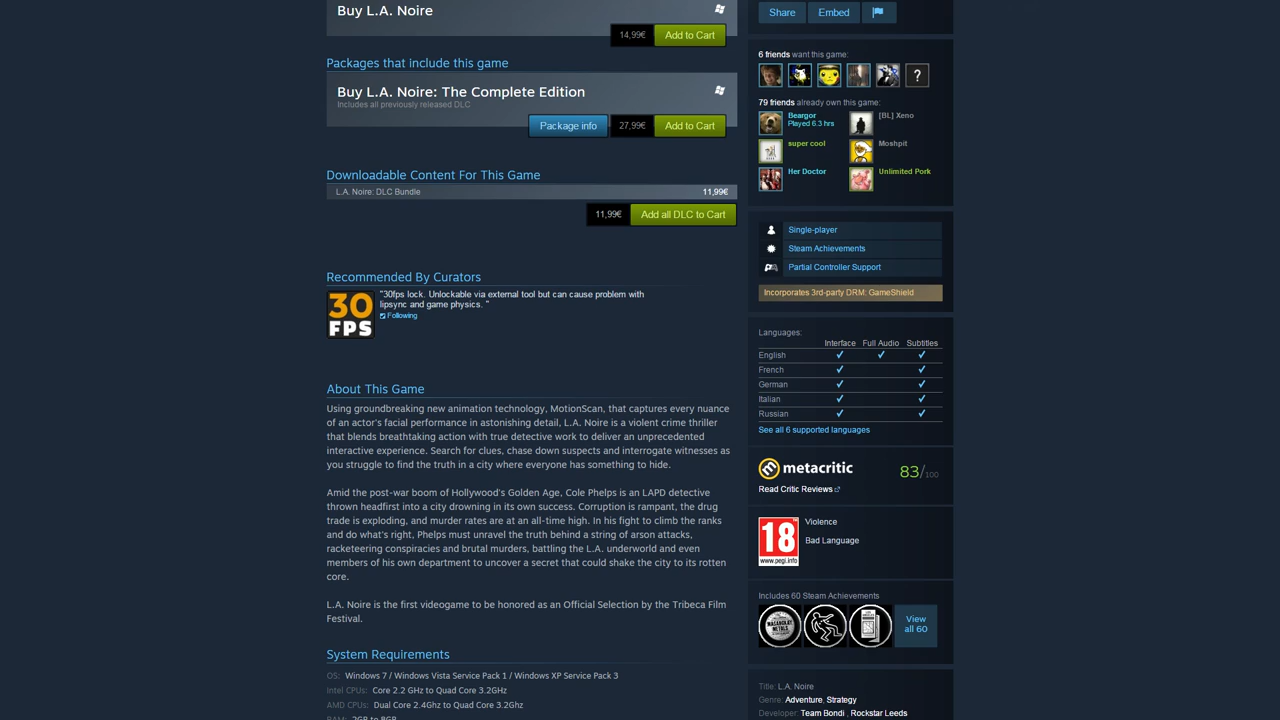 Buy L.A. Noire
14,99€ Add to Cart
Packages that include this game
Buy L.A. Noire: The Complete Edition
Includes all previously released DLC
Package info 27,99€ Add to Cart
Downloadable Content For This Game
L.A. Noire: DLC Bundle 11,99€
11,99€ Add all DLC to Cart
Recommended By Curators
30
FPS
"30fps lock. Unlockable via external tool but can cause problem with
lipsync and game physics. "
Following
About This Game
Using groundbreaking new animation technology, MotionScan, that captures every nuance
of an actor's facial performance in astonishing detail, L.A. Noire is a violent crime thriller
that blends breathtaking action with true detective work to deliver an unprecedented
interactive experience. Search for clues, chase down suspects and interrogate witnesses as
you struggle to find the truth in a city where everyone has something to hide.
Amid the post-war boom of Hollywood's Golden Age, Cole Phelps is an LAPD detective
thrown headfirst into a city drowning in its own success. Corruption is rampant, the drug
trade is exploding, and murder rates are at an all-time high. In his fight to climb the ranks
and do what's right, Phelps must unravel the truth behind a string of arson attacks,
racketeering conspiracies and brutal murders, battling the L.A. underworld and even
members of his own department to uncover a secret that could shake the city to its rotten
core.
L.A. Noire is the first videogame to be honored as an Official Selection by the Tribeca Film
Festival.
System Requirements
OS: Windows 7 / Windows Vista Service Pack 1 / Windows XP Service Pack 3
Intel CPUs: Core 2.2 GHz to Quad Core 3.2GHz
AMD CPUs: Dual Core 2.4Ghz to Quad Core 3.2Ghz
RAM: 2GB to 8GB
Share Embed
6 friends want this game:
?
79 friends already own this game:
Beargor
Played 6.3 hrs
[BL] Xeno
super cool
Moshpit
Her Doctor
Unlimited Pork
Single-player
Steam Achievements
Partial Controller Support
Incorporates 3rd-party DRM: GameShield
Languages:
Interface Full Audio Subtitles
English ✓ ✓ ✓
French ✓ ✓
German ✓ ✓
Italian ✓ ✓
Russian ✓ ✓
See all 6 supported languages
metacritic 83/100
Read Critic Reviews
18
www.pegi.info
Violence
Bad Language
Includes 60 Steam Achievements
View
all 60
Title: L.A. Noire
Genre: Adventure, Strategy
Developer: Team Bondi , Rockstar Leeds